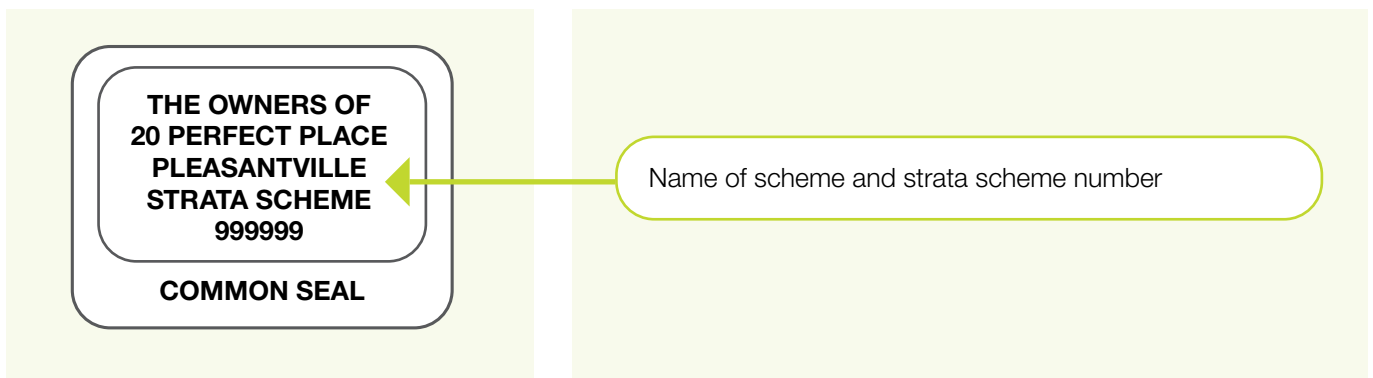 THE OWNERS OF
20 PERFECT PLACE
PLEASANTVILLE
STRATA SCHEME
999999
COMMON SEAL
Name of scheme and strata scheme number